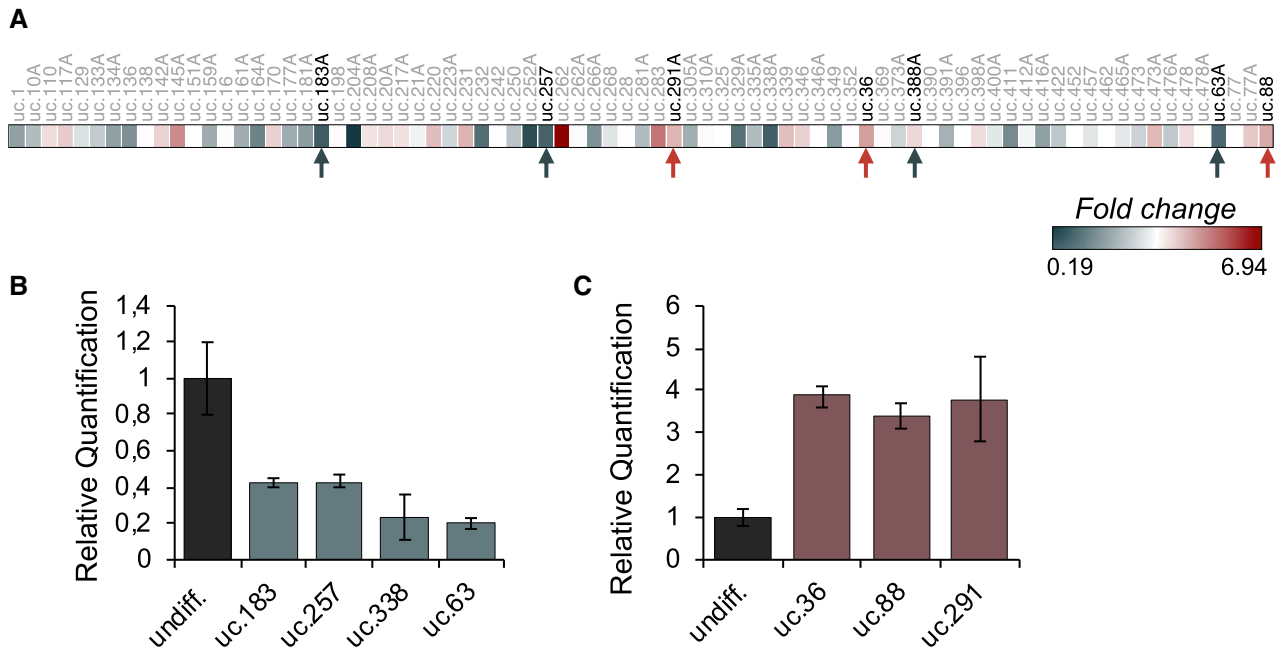 A
uc.1 uc.10A uc.110 uc.117A uc.129 uc.133A uc.134A uc.136 uc.138 uc.142A uc.145A uc.151A uc.159A uc.16 uc.161A uc.164A uc.170 uc.177A uc.181A uc.183A uc.198 uc.204A uc.208A uc.20A uc.217A uc.21A uc.220 uc.223A uc.231 uc.232 uc.242 uc.250 uc.252A uc.257 uc.262 uc.262A uc.266A uc.268 uc.28 uc.281A uc.283 uc.291A uc.305A uc.310A uc.325 uc.329A uc.335A uc.338A uc.339 uc.346 uc.346A uc.349 uc.352 uc.36 uc.369 uc.373A uc.388A uc.390 uc.391A uc.396 uc.398A uc.400A uc.411 uc.412A uc.416A uc.422 uc.452 uc.457 uc.462 uc.465A uc.473 uc.473A uc.476A uc.478 uc.478A uc.63A uc.77 uc.77A uc.88
Fold change
0.19 6.94
B
Relative Quantification
1,4
1,2
1
0,8
0,6
0,4
0,2
0
undiff. uc.183 uc.257 uc.338 uc.63
C
Relative Quantification
6
5
4
3
2
1
0
undiff. uc.36 uc.88 uc.291